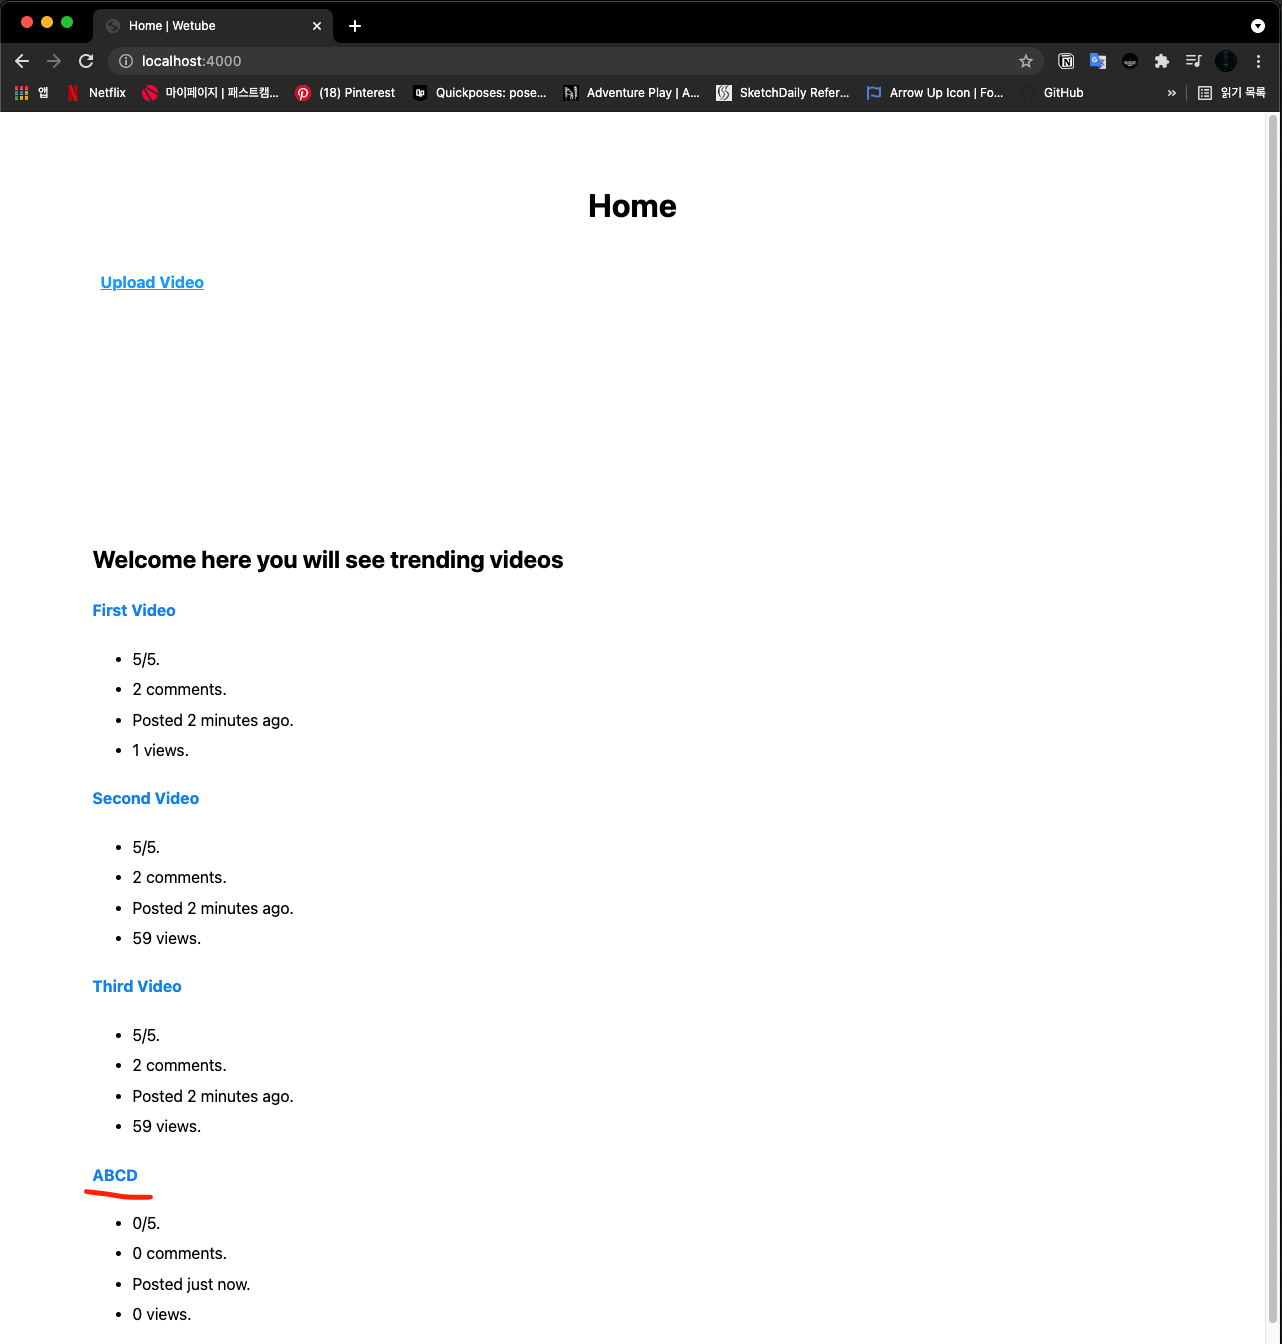 Home | Wetube
localhost:4000
앱 Netflix 마이페이지 | 패스트캠... (18) Pinterest Quickposes: pose... Adventure Play | A... SketchDaily Refer... Arrow Up Icon | Fo... GitHub » 읽기 목록
Home
Upload Video
Welcome here you will see trending videos
First Video
• 5/5.
• 2 comments.
• Posted 2 minutes ago.
• 1 views.
Second Video
• 5/5.
• 2 comments.
• Posted 2 minutes ago.
• 59 views.
Third Video
• 5/5.
• 2 comments.
• Posted 2 minutes ago.
• 59 views.
ABCD
• 0/5.
• 0 comments.
• Posted just now.
• 0 views.